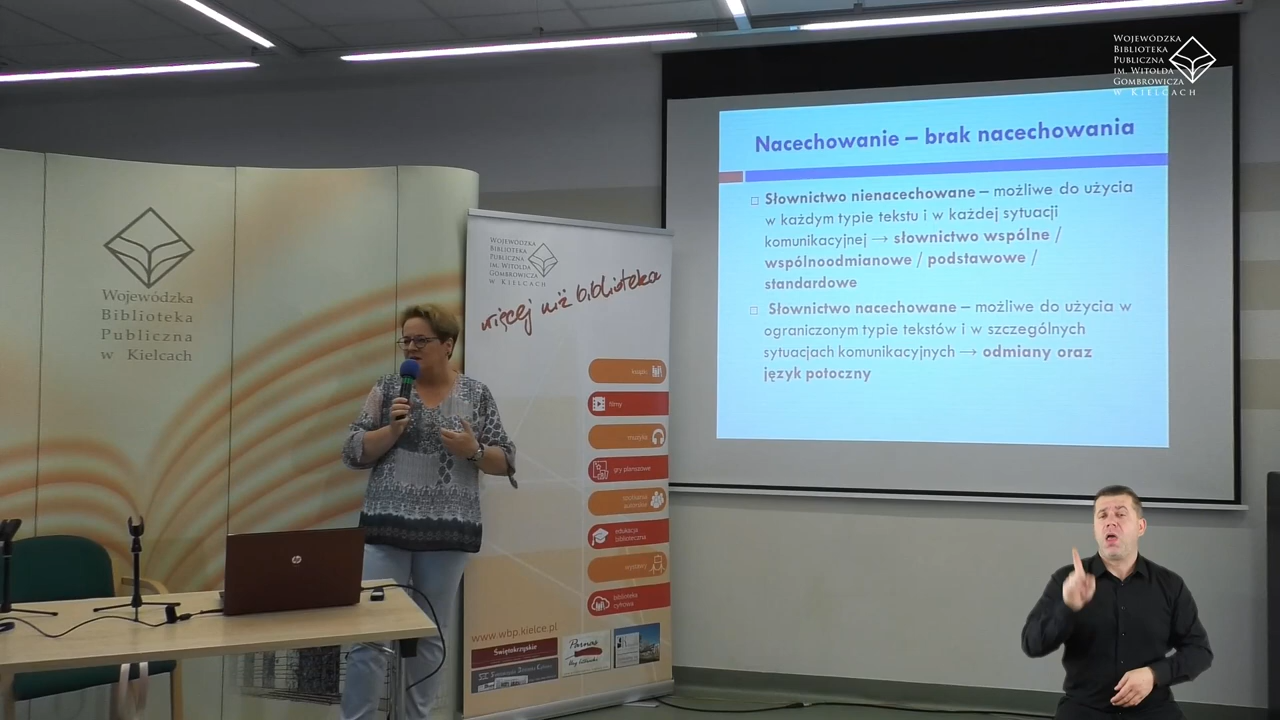 Wojewódzka
Biblioteka
Publiczna
im. Witolda
Gombrowicza
w Kielcach
Nacechowanie – brak nacechowania
Słownictwo nienacechowane – możliwe do użycia
w każdym typie tekstu i w każdej sytuacji
komunikacyjnej → słownictwo wspólne /
wspólnoodmianowe / podstawowe /
standardowe
Słownictwo nacechowane – możliwe do użycia w
ograniczonym typie tekstów i w szczególnych
sytuacjach komunikacyjnych → odmiany oraz
język potoczny
Wojewódzka
Biblioteka
Publiczna
w Kielcach
Wojewódzka
Biblioteka
Publiczna
im. Witolda
Gombrowicza
w Kielcach
więcej niż biblioteka
książki
filmy
muzyka
gry planszowe
spotkania
autorskie
edukacja
biblioteczna
wystawy
biblioteka
cyfrowa
www.wbp.kielce.pl
Świętokrzyskie
Parnas
hp